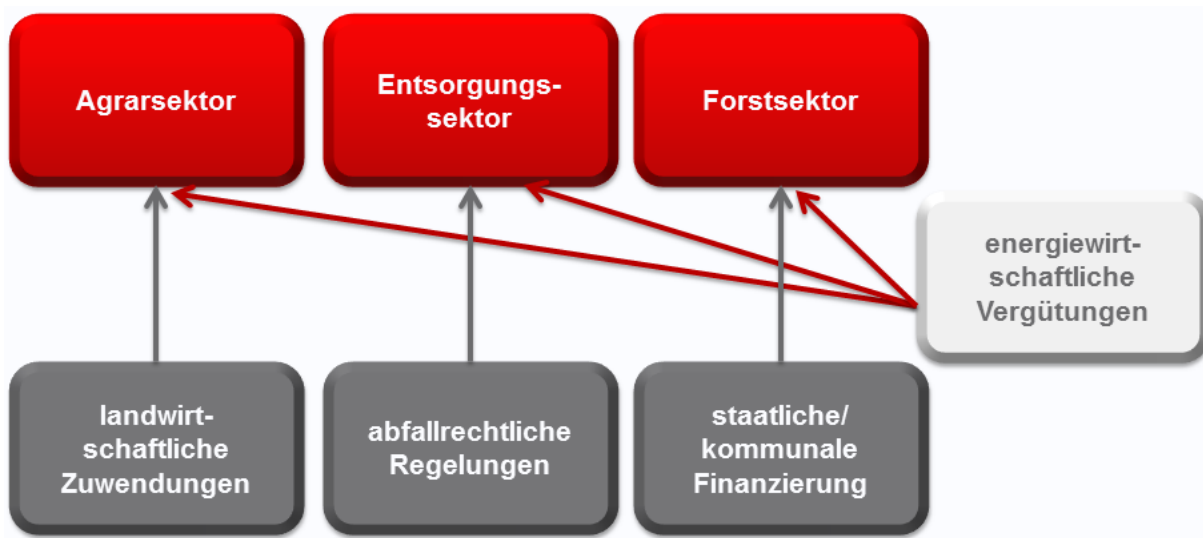 Agrarsektor
Entsorgungs-
sektor
Forstsektor
energiewirt-
schaftliche
Vergütungen
landwirt-
schaftliche
Zuwendungen
abfallrechtliche
Regelungen
staatliche/
kommunale
Finanzierung